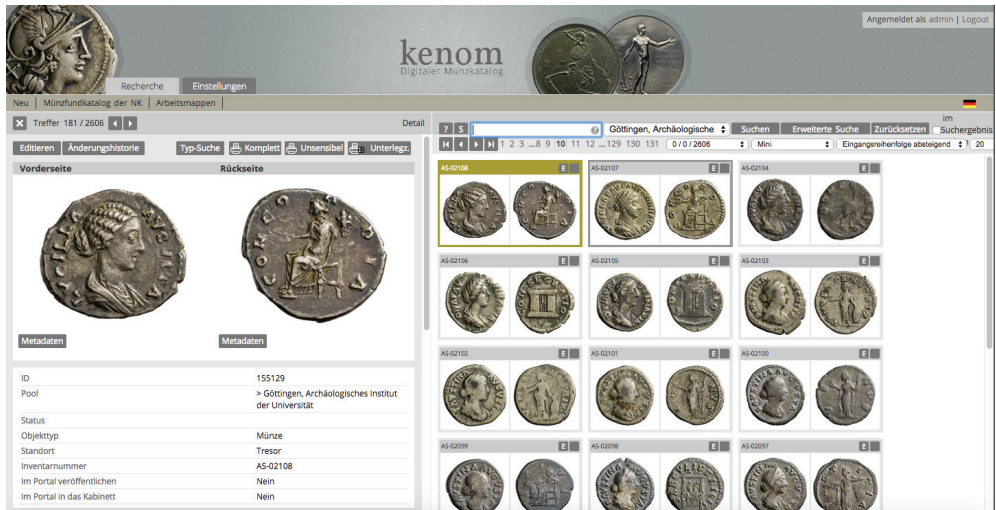 Angemeldet als admin | Logout
kenom
Digitaler Münzkatalog
Recherche Einstellungen
Neu | Münzfundkatalog der NK | Arbeitsmappen |
X Treffer 181 / 2606 Detail
Editieren Änderungshistorie Typ-Suche Komplett Unsensibel Unterlegz.
Vorderseite Rückseite
Metadaten Metadaten
ID 155129
Pool > Göttingen, Archäologisches Institut
der Universität
Status
Objekttyp Münze
Standort Tresor
Inventarnummer AS-02108
Im Portal veröffentlichen Nein
Im Portal in das Kabinett Nein
? S Göttingen, Archäologische Suchen Erweiterte Suche Zurücksetzen im
Suchergebnis
1 2 3 ...8 9 10 11 12 ...129 130 131 0 / 0 / 2606 Mini Eingangsreihenfolge absteigend 20
AS-02108 E AS-02107 E AS-02104 E
AS-02106 E AS-02105 E AS-02103 E
AS-02102 E AS-02101 E AS-02100 E
AS-02099 E AS-02098 E AS-02097 E